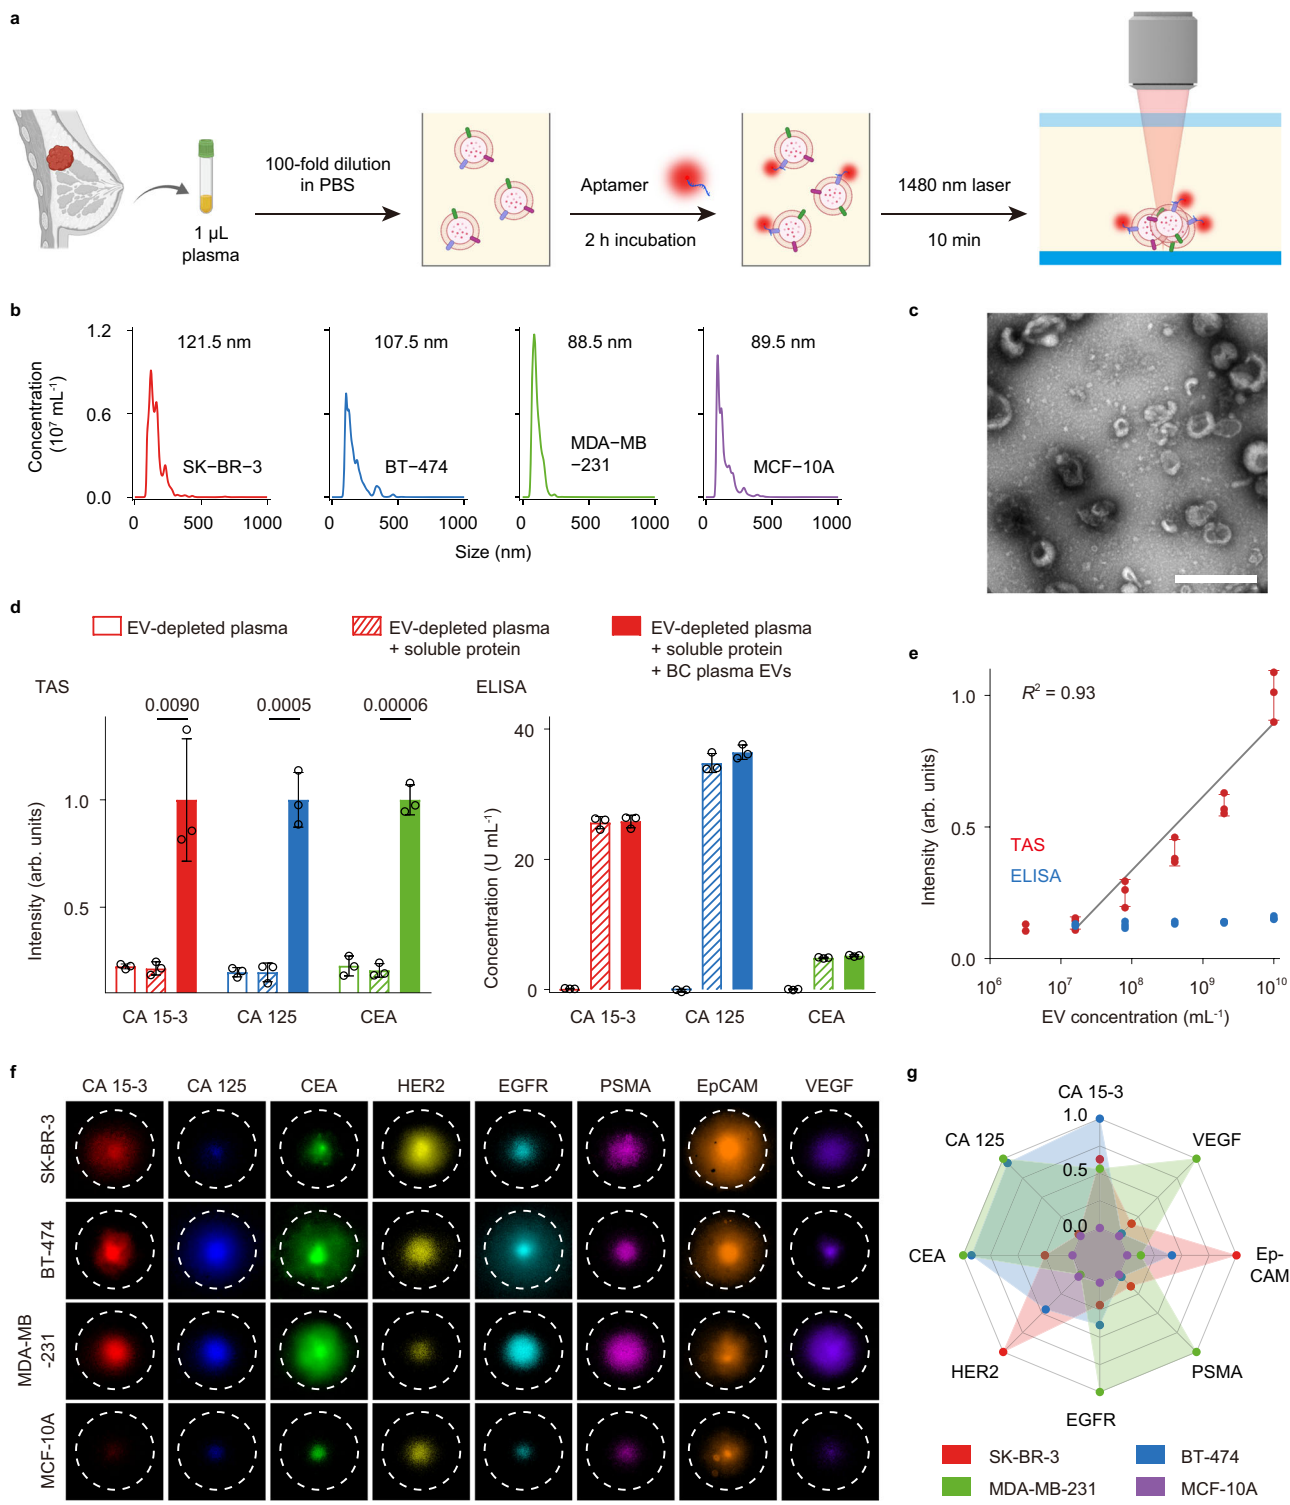 a
1 µL
plasma
100-fold dilution
in PBS
Aptamer
2 h incubation
1480 nm laser
10 min
b
Concentration
(10⁷ mL⁻¹)
1.2
0.6
0.0
121.5 nm
SK−BR−3
107.5 nm
BT−474
88.5 nm
MDA−MB
−231
89.5 nm
MCF−10A
0 500 1000
0 500 1000
0 500 1000
0 500 1000
Size (nm)
c
d
EV-depleted plasma
EV-depleted plasma
+ soluble protein
EV-depleted plasma
+ soluble protein
+ BC plasma EVs
TAS
Intensity (arb. units)
1.0
0.5
0.0090
0.0005
0.00006
CA 15-3 CA 125 CEA
ELISA
Concentration (U mL⁻¹)
40
20
0
CA 15-3 CA 125 CEA
e
Intensity (arb. units)
1.0
0.5
0.0
R² = 0.93
TAS
ELISA
10⁶ 10⁷ 10⁸ 10⁹ 10¹⁰
EV concentration (mL⁻¹)
f
CA 15-3 CA 125 CEA HER2 EGFR PSMA EpCAM VEGF
SK-BR-3
BT-474
MDA-MB
-231
MCF-10A
g
CA 15-3
1.0
0.5
0.0
VEGF
Ep-
CAM
PSMA
EGFR
HER2
CEA
CA 125
SK-BR-3
BT-474
MDA-MB-231
MCF-10A